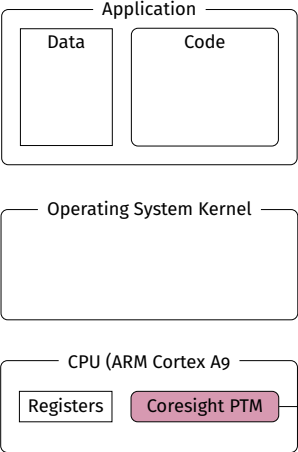 Application
Data
Code
Operating System Kernel
CPU (ARM Cortex A9
Registers
Coresight PTM